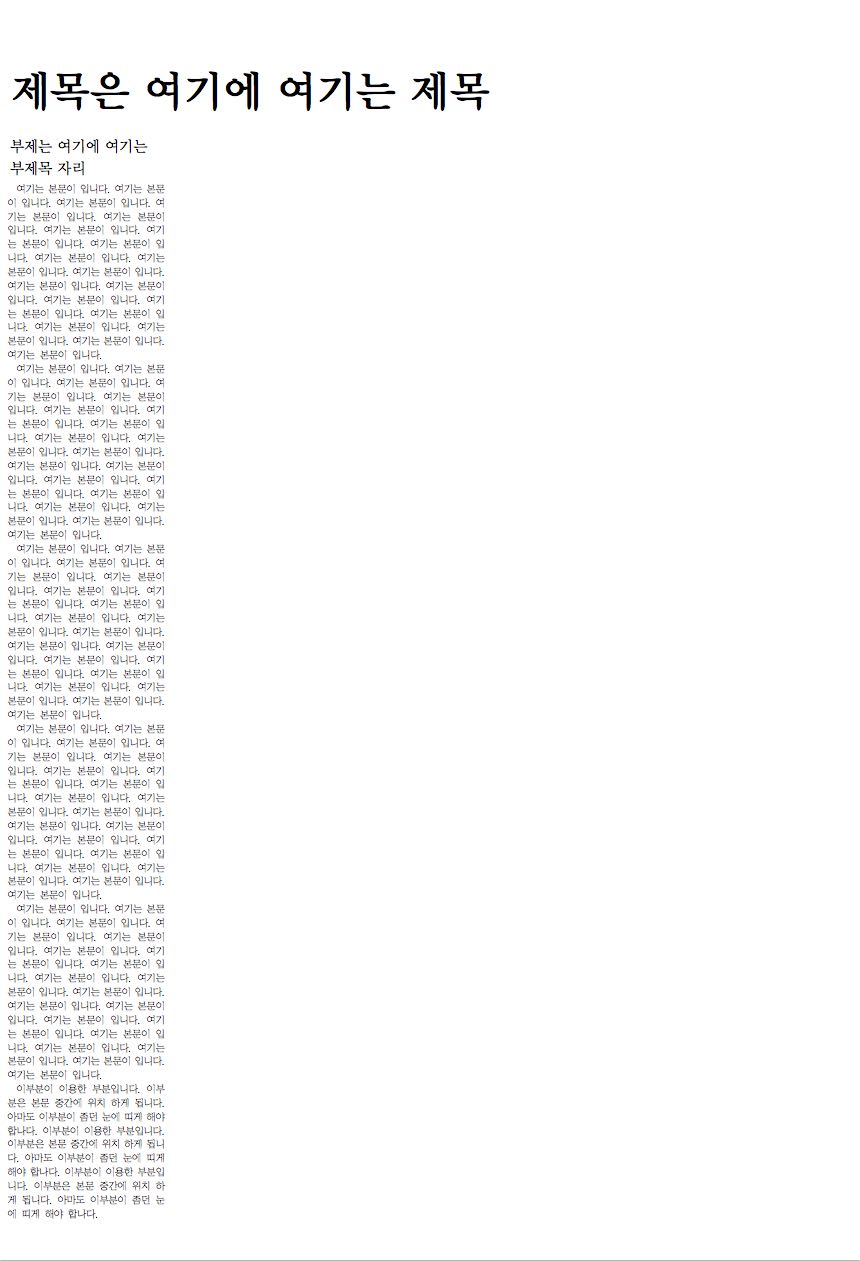 제목은 여기에 여기는 제목
부제는 여기에 여기는
부제목 자리
여기는 본문이 입니다. 여기는 본문
이 입니다. 여기는 본문이 입니다. 여
기는 본문이 입니다. 여기는 본문이
입니다. 여기는 본문이 입니다. 여기
는 본문이 입니다. 여기는 본문이 입
니다. 여기는 본문이 입니다. 여기는
본문이 입니다. 여기는 본문이 입니다.
여기는 본문이 입니다. 여기는 본문이
입니다. 여기는 본문이 입니다. 여기
는 본문이 입니다. 여기는 본문이 입
니다. 여기는 본문이 입니다. 여기는
본문이 입니다. 여기는 본문이 입니다.
여기는 본문이 입니다.
여기는 본문이 입니다. 여기는 본문
이 입니다. 여기는 본문이 입니다. 여
기는 본문이 입니다. 여기는 본문이
입니다. 여기는 본문이 입니다. 여기
는 본문이 입니다. 여기는 본문이 입
니다. 여기는 본문이 입니다. 여기는
본문이 입니다. 여기는 본문이 입니다.
여기는 본문이 입니다. 여기는 본문이
입니다. 여기는 본문이 입니다. 여기
는 본문이 입니다. 여기는 본문이 입
니다. 여기는 본문이 입니다. 여기는
본문이 입니다. 여기는 본문이 입니다.
여기는 본문이 입니다.
여기는 본문이 입니다. 여기는 본문
이 입니다. 여기는 본문이 입니다. 여
기는 본문이 입니다. 여기는 본문이
입니다. 여기는 본문이 입니다. 여기
는 본문이 입니다. 여기는 본문이 입
니다. 여기는 본문이 입니다. 여기는
본문이 입니다. 여기는 본문이 입니다.
여기는 본문이 입니다. 여기는 본문이
입니다. 여기는 본문이 입니다. 여기
는 본문이 입니다. 여기는 본문이 입
니다. 여기는 본문이 입니다. 여기는
본문이 입니다. 여기는 본문이 입니다.
여기는 본문이 입니다.
여기는 본문이 입니다. 여기는 본문
이 입니다. 여기는 본문이 입니다. 여
기는 본문이 입니다. 여기는 본문이
입니다. 여기는 본문이 입니다. 여기
는 본문이 입니다. 여기는 본문이 입
니다. 여기는 본문이 입니다. 여기는
본문이 입니다. 여기는 본문이 입니다.
여기는 본문이 입니다. 여기는 본문이
입니다. 여기는 본문이 입니다. 여기
는 본문이 입니다. 여기는 본문이 입
니다. 여기는 본문이 입니다. 여기는
본문이 입니다. 여기는 본문이 입니다.
여기는 본문이 입니다.
여기는 본문이 입니다. 여기는 본문
이 입니다. 여기는 본문이 입니다. 여
기는 본문이 입니다. 여기는 본문이
입니다. 여기는 본문이 입니다. 여기
는 본문이 입니다. 여기는 본문이 입
니다. 여기는 본문이 입니다. 여기는
본문이 입니다. 여기는 본문이 입니다.
여기는 본문이 입니다. 여기는 본문이
입니다. 여기는 본문이 입니다. 여기
는 본문이 입니다. 여기는 본문이 입
니다. 여기는 본문이 입니다. 여기는
본문이 입니다. 여기는 본문이 입니다.
여기는 본문이 입니다.
이부분이 이용한 부분입니다. 이부
분은 본문 중간에 위치 하게 됩니다.
아마도 이부분이 좀던 눈에 띠게 해야
합나다. 이부분이 이용한 부분입니다.
이부분은 본문 중간에 위치 하게 됩니
다. 아마도 이부분이 좀던 눈에 띠게
해야 합나다. 이부분이 이용한 부분입
니다. 이부분은 본문 중간에 위치 하
게 됩니다. 아마도 이부분이 좀던 눈
에 띠게 해야 합나다.